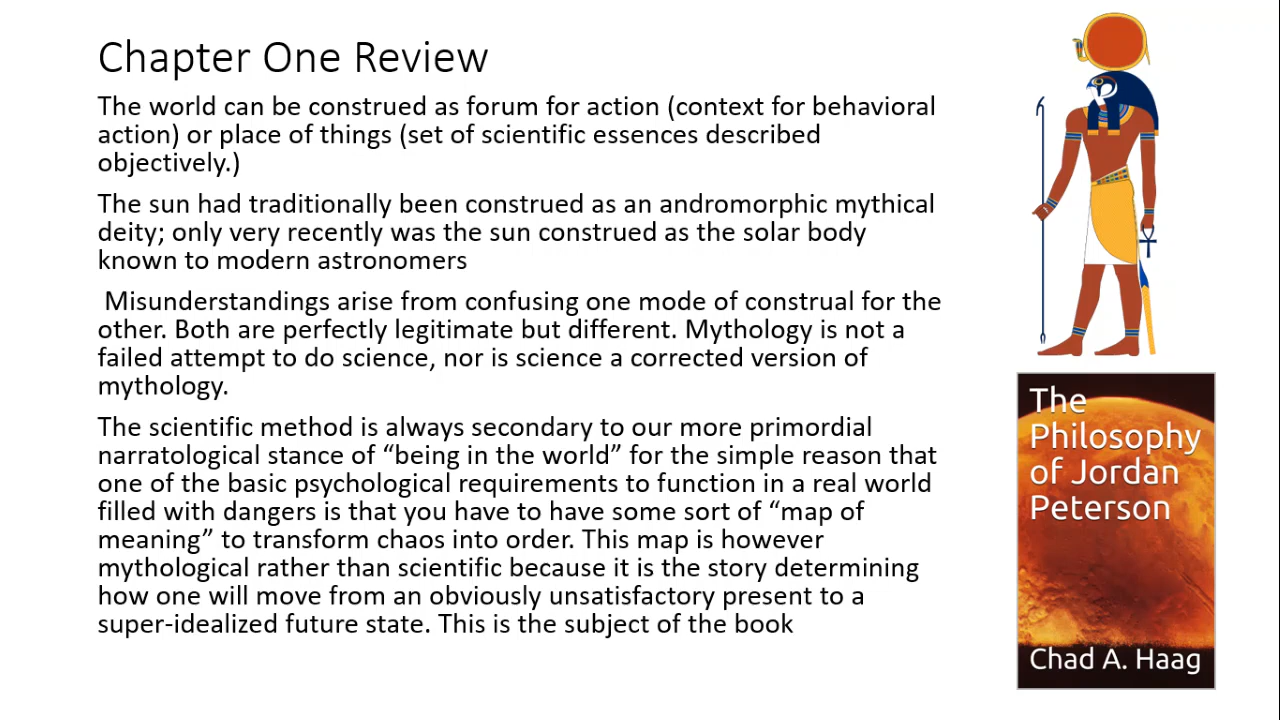 Chapter One Review
The world can be construed as forum for action (context for behavioral
action) or place of things (set of scientific essences described
objectively.)
The sun had traditionally been construed as an andromorphic mythical
deity; only very recently was the sun construed as the solar body
known to modern astronomers
Misunderstandings arise from confusing one mode of construal for the
other. Both are perfectly legitimate but different. Mythology is not a
failed attempt to do science, nor is science a corrected version of
mythology.
The scientific method is always secondary to our more primordial
narratological stance of “being in the world” for the simple reason that
one of the basic psychological requirements to function in a real world
filled with dangers is that you have to have some sort of “map of
meaning” to transform chaos into order. This map is however
mythological rather than scientific because it is the story determining
how one will move from an obviously unsatisfactory present to a
super-idealized future state. This is the subject of the book
The
Philosophy
of Jordan
Peterson
Chad A. Haag